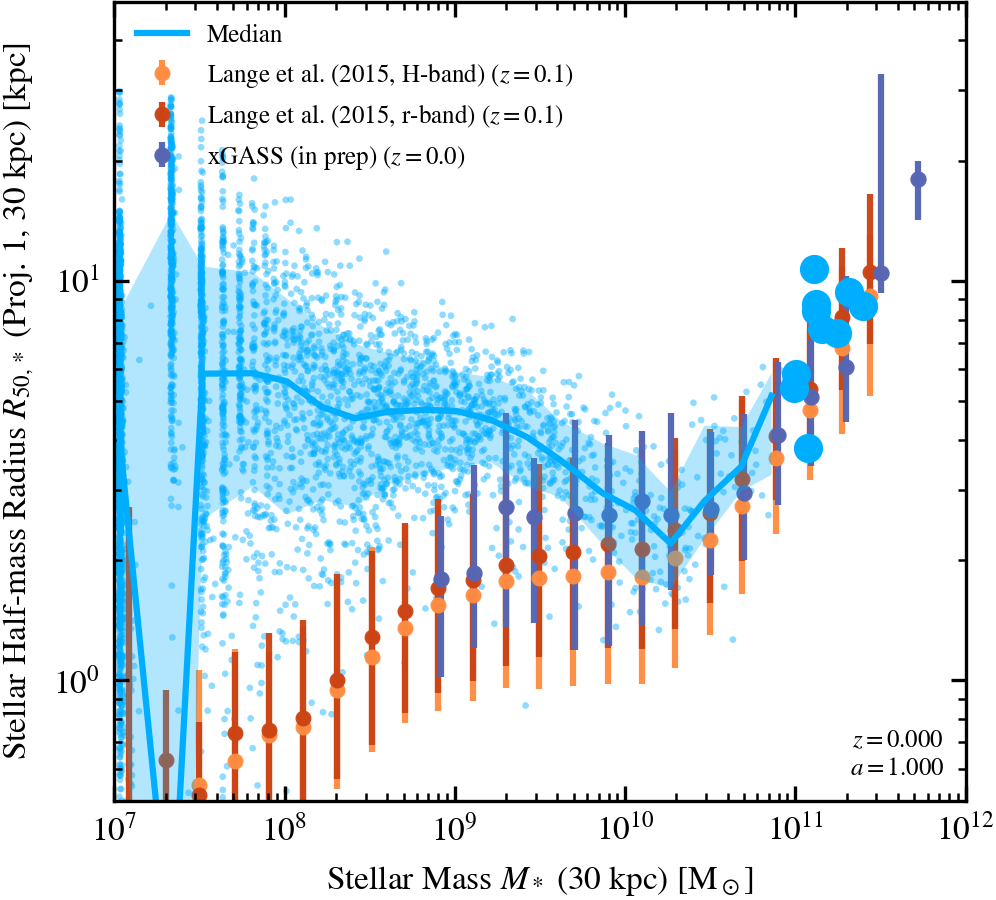 Median
Lange et al. (2015, H-band) (z = 0.1)
Lange et al. (2015, r-band) (z = 0.1)
xGASS (in prep) (z = 0.0)
Stellar Half-mass Radius R₅₀,∗ (Proj. 1, 30 kpc) [kpc]
10¹
10⁰
z = 0.000
a = 1.000
10⁷ 10⁸ 10⁹ 10¹⁰ 10¹¹ 10¹²
Stellar Mass M∗ (30 kpc) [M⊙]